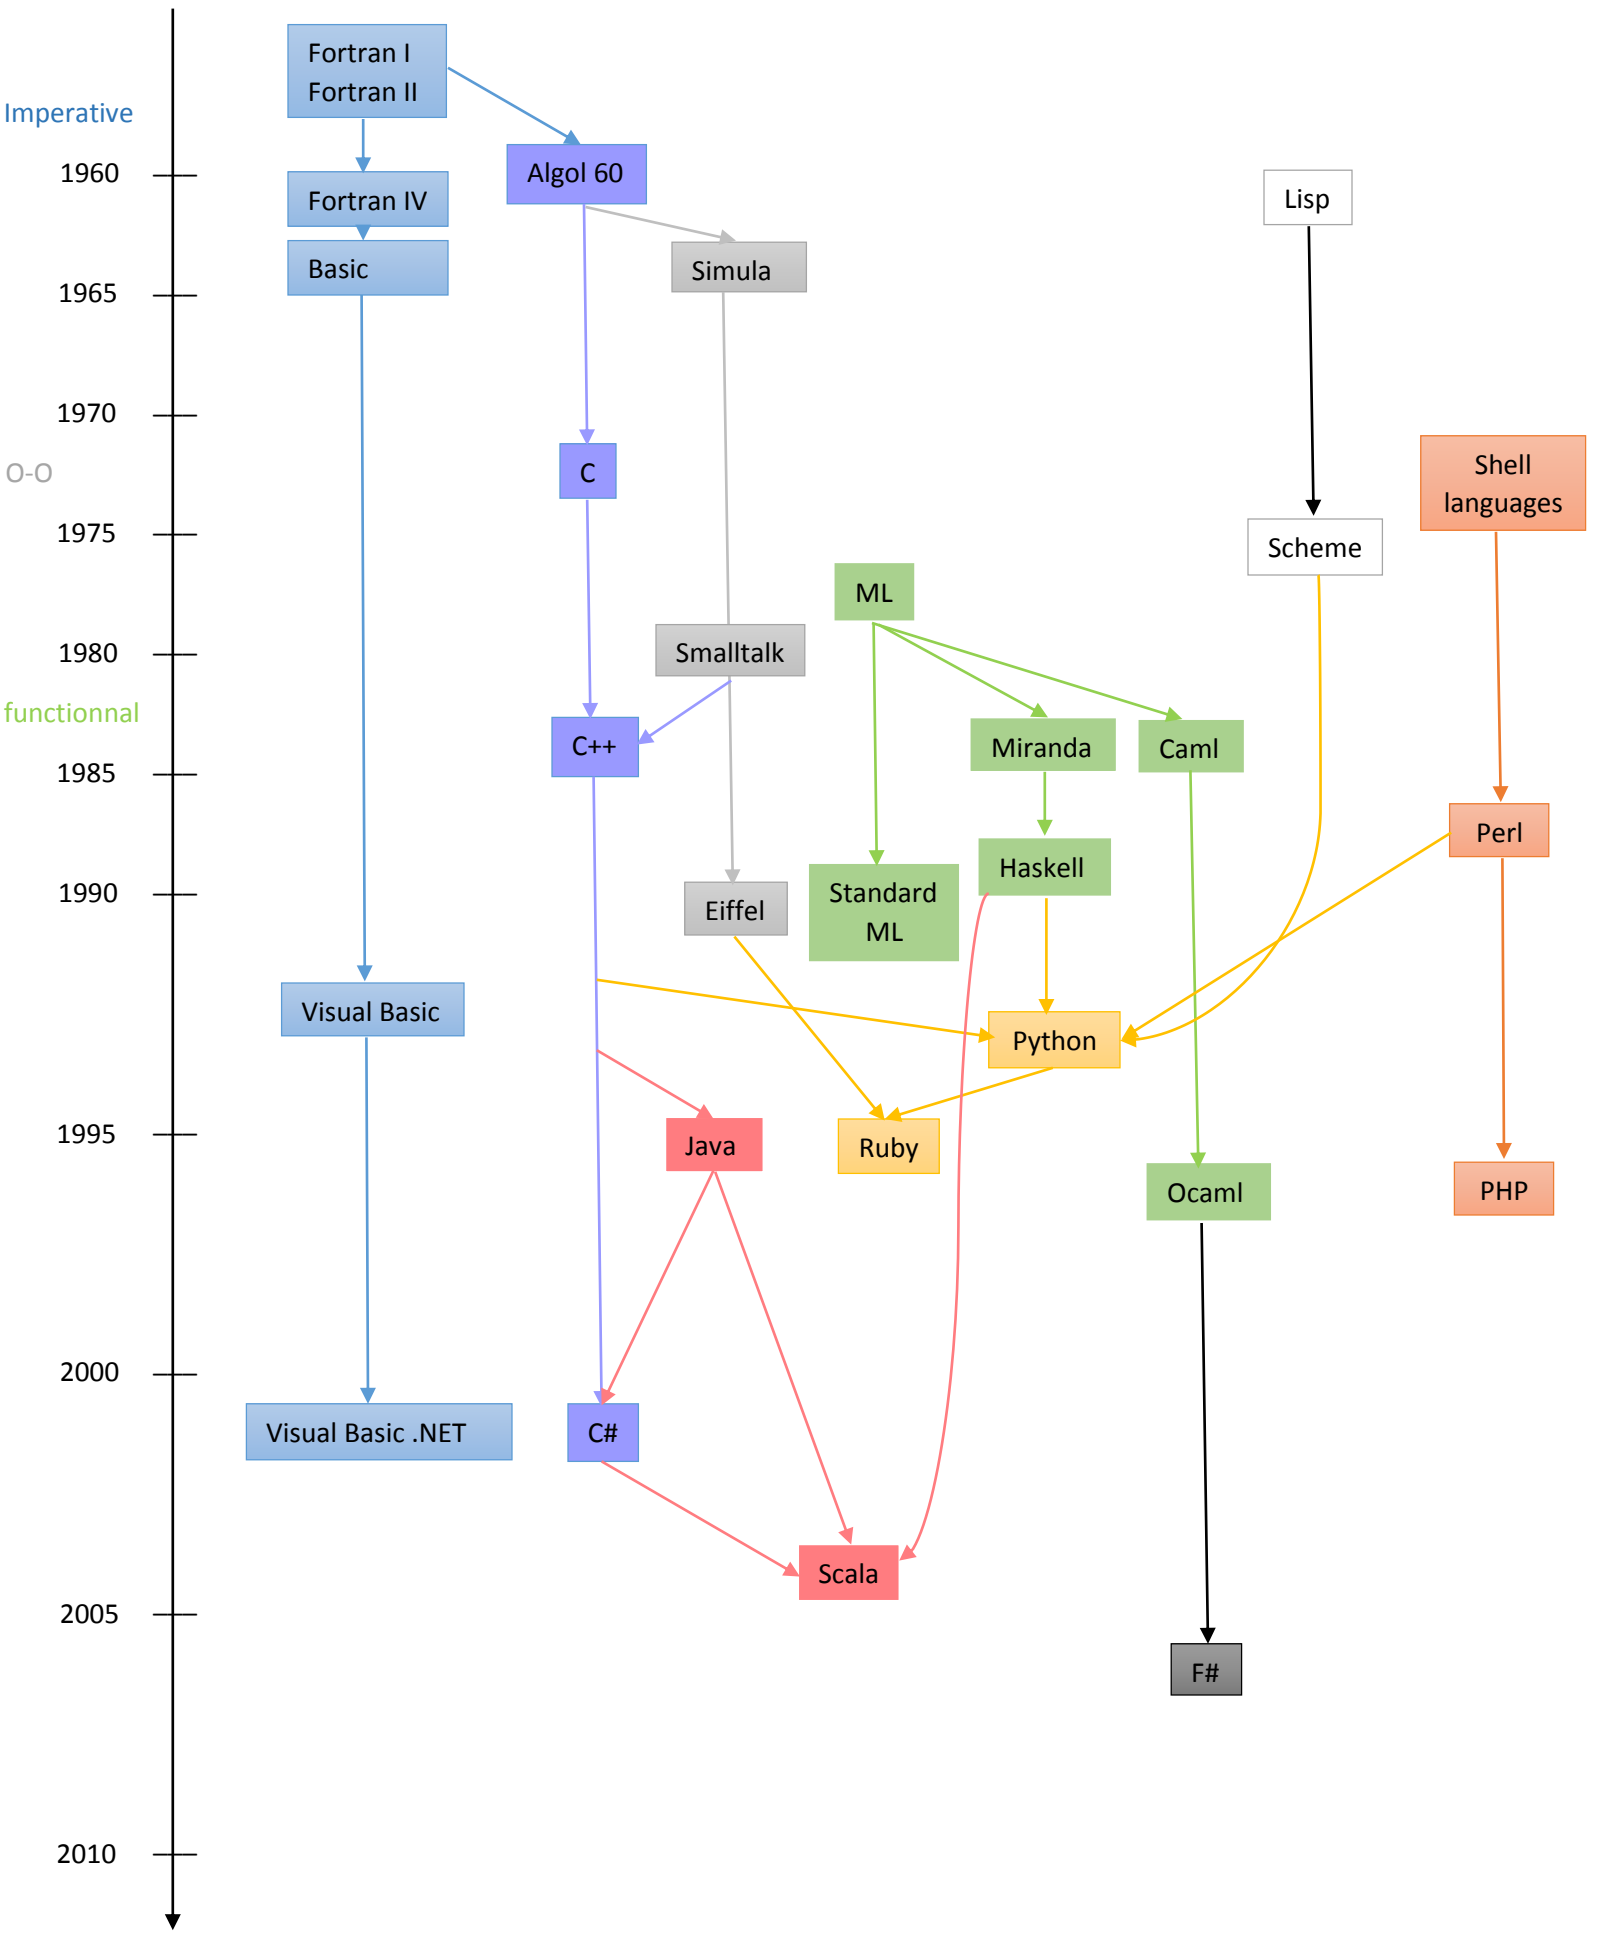 Fortran I
Fortran II
Imperative
1960
Algol 60
Lisp
Fortran IV
Basic
Simula
1965
1970
O-O
C
Shell
languages
1975
Scheme
ML
1980
Smalltalk
functionnal
C++
Miranda
Caml
1985
Perl
Haskell
1990
Standard
ML
Eiffel
Visual Basic
Python
1995
Java
Ruby
Ocaml
PHP
2000
Visual Basic .NET
C#
Scala
2005
F#
2010